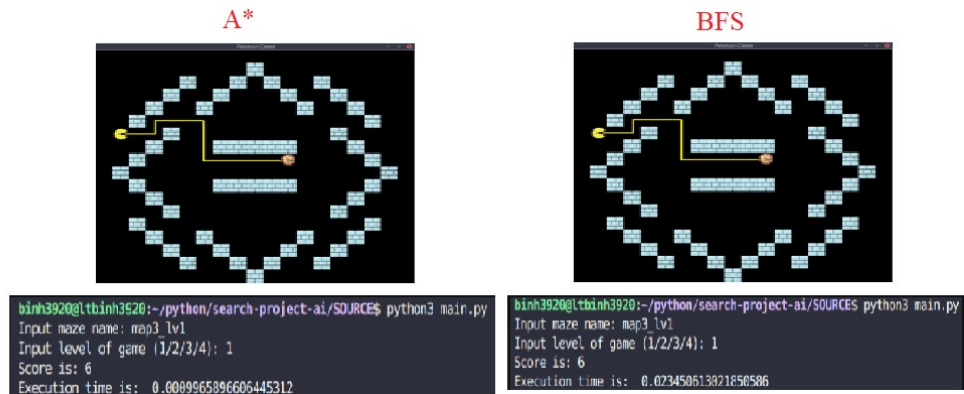 A*
BFS
binh3920@ltbinh3920:~/python/search-project-ai/SOURCE$ python3 main.py
Input maze name: map3_lv1
Input level of game (1/2/3/4): 1
Score is: 6
Execution time is: 0.0009965896606445312
binh3920@ltbinh3920:~/python/search-project-ai/SOURCE$ python3 main.py
Input maze name: map3_lv1
Input level of game (1/2/3/4): 1
Score is: 6
Execution time is: 0.023450613021850586